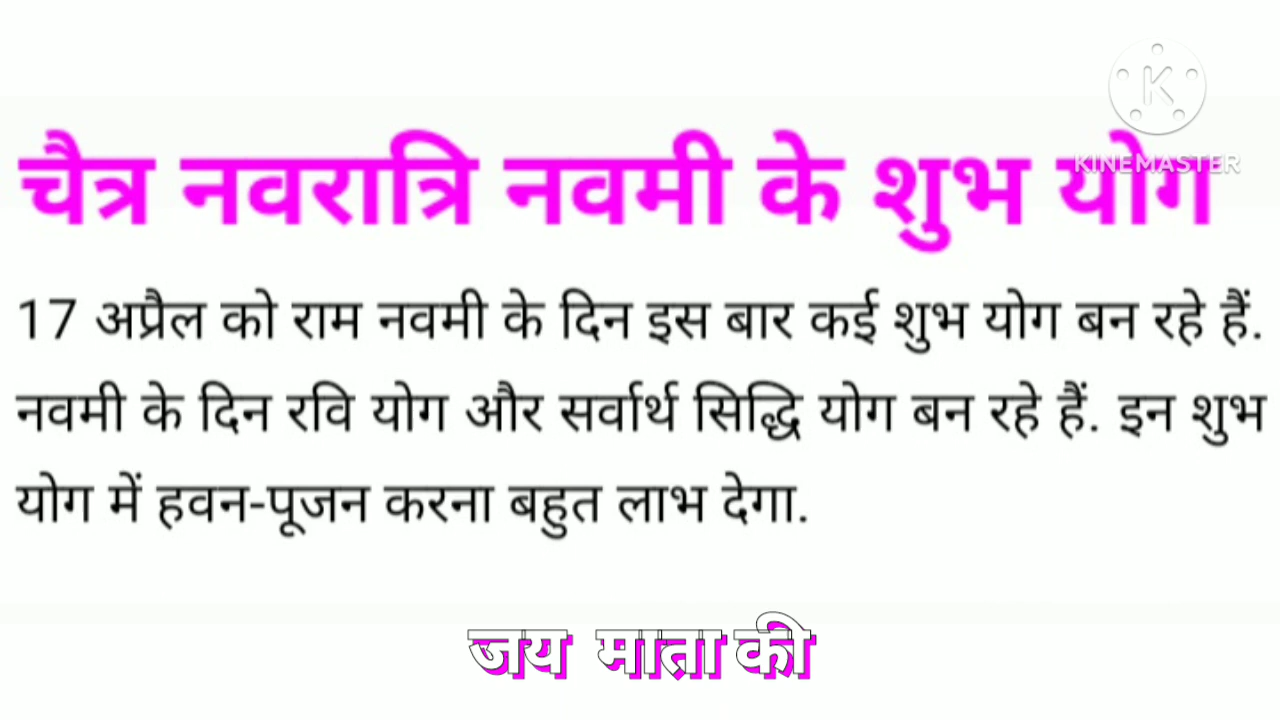 KINEMASTER
चैत्र नवरात्रि नवमी के शुभ योग
17 अप्रैल को राम नवमी के दिन इस बार कई शुभ योग बन रहे हैं.
नवमी के दिन रवि योग और सर्वार्थ सिद्धि योग बन रहे हैं. इन शुभ
योग में हवन-पूजन करना बहुत लाभ देगा.
जय माता की